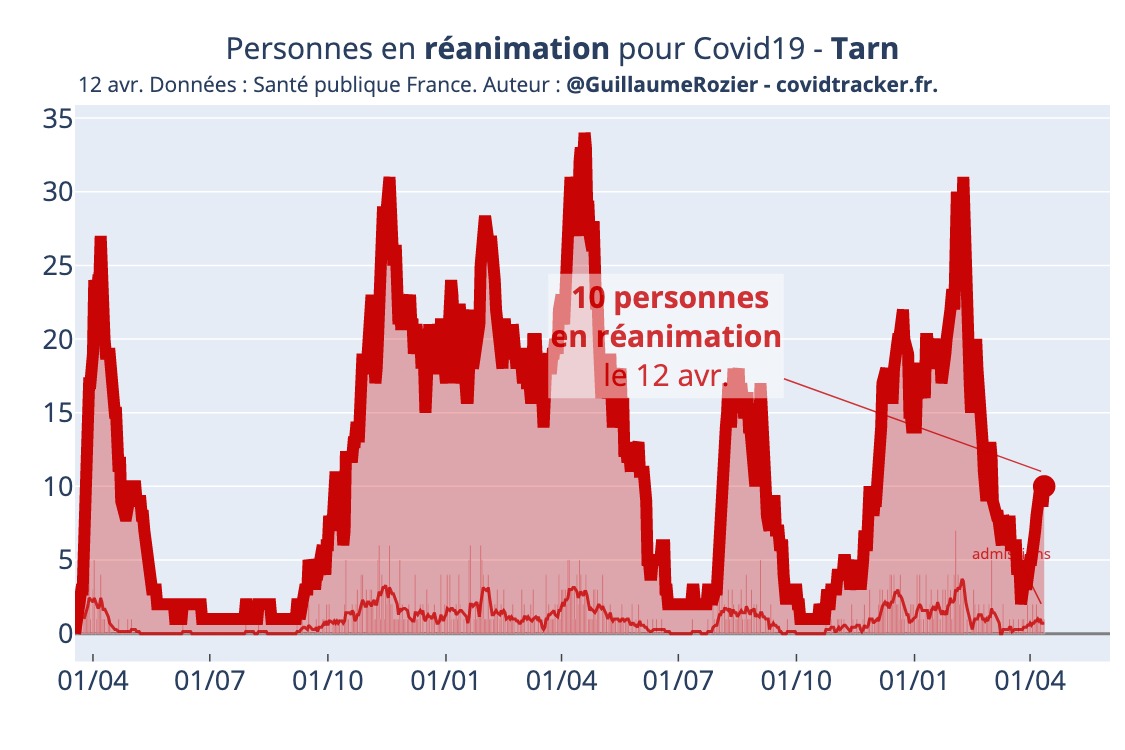 Personnes en réanimation pour Covid19 - Tarn
12 avr. Données : Santé publique France. Auteur : @GuillaumeRozier - covidtracker.fr.
35
30
25
20
15
10
5
0
10 personnes
en réanimation
le 12 avr.
admissions
01/04 01/07 01/10 01/01 01/04 01/07 01/10 01/01 01/04